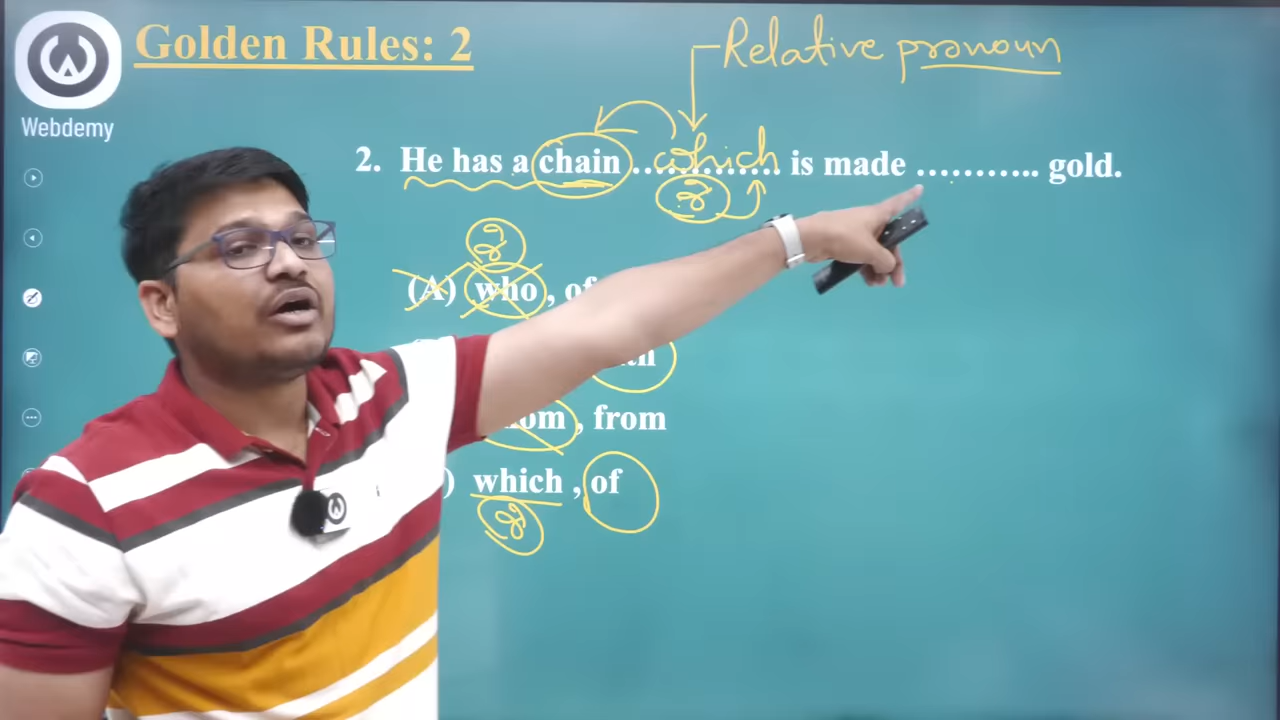 Golden Rules: 2
Relative pronoun
Webdemy
2. He has a chain ............ which is made ........... gold.
(A) who , of
, from
) which , of